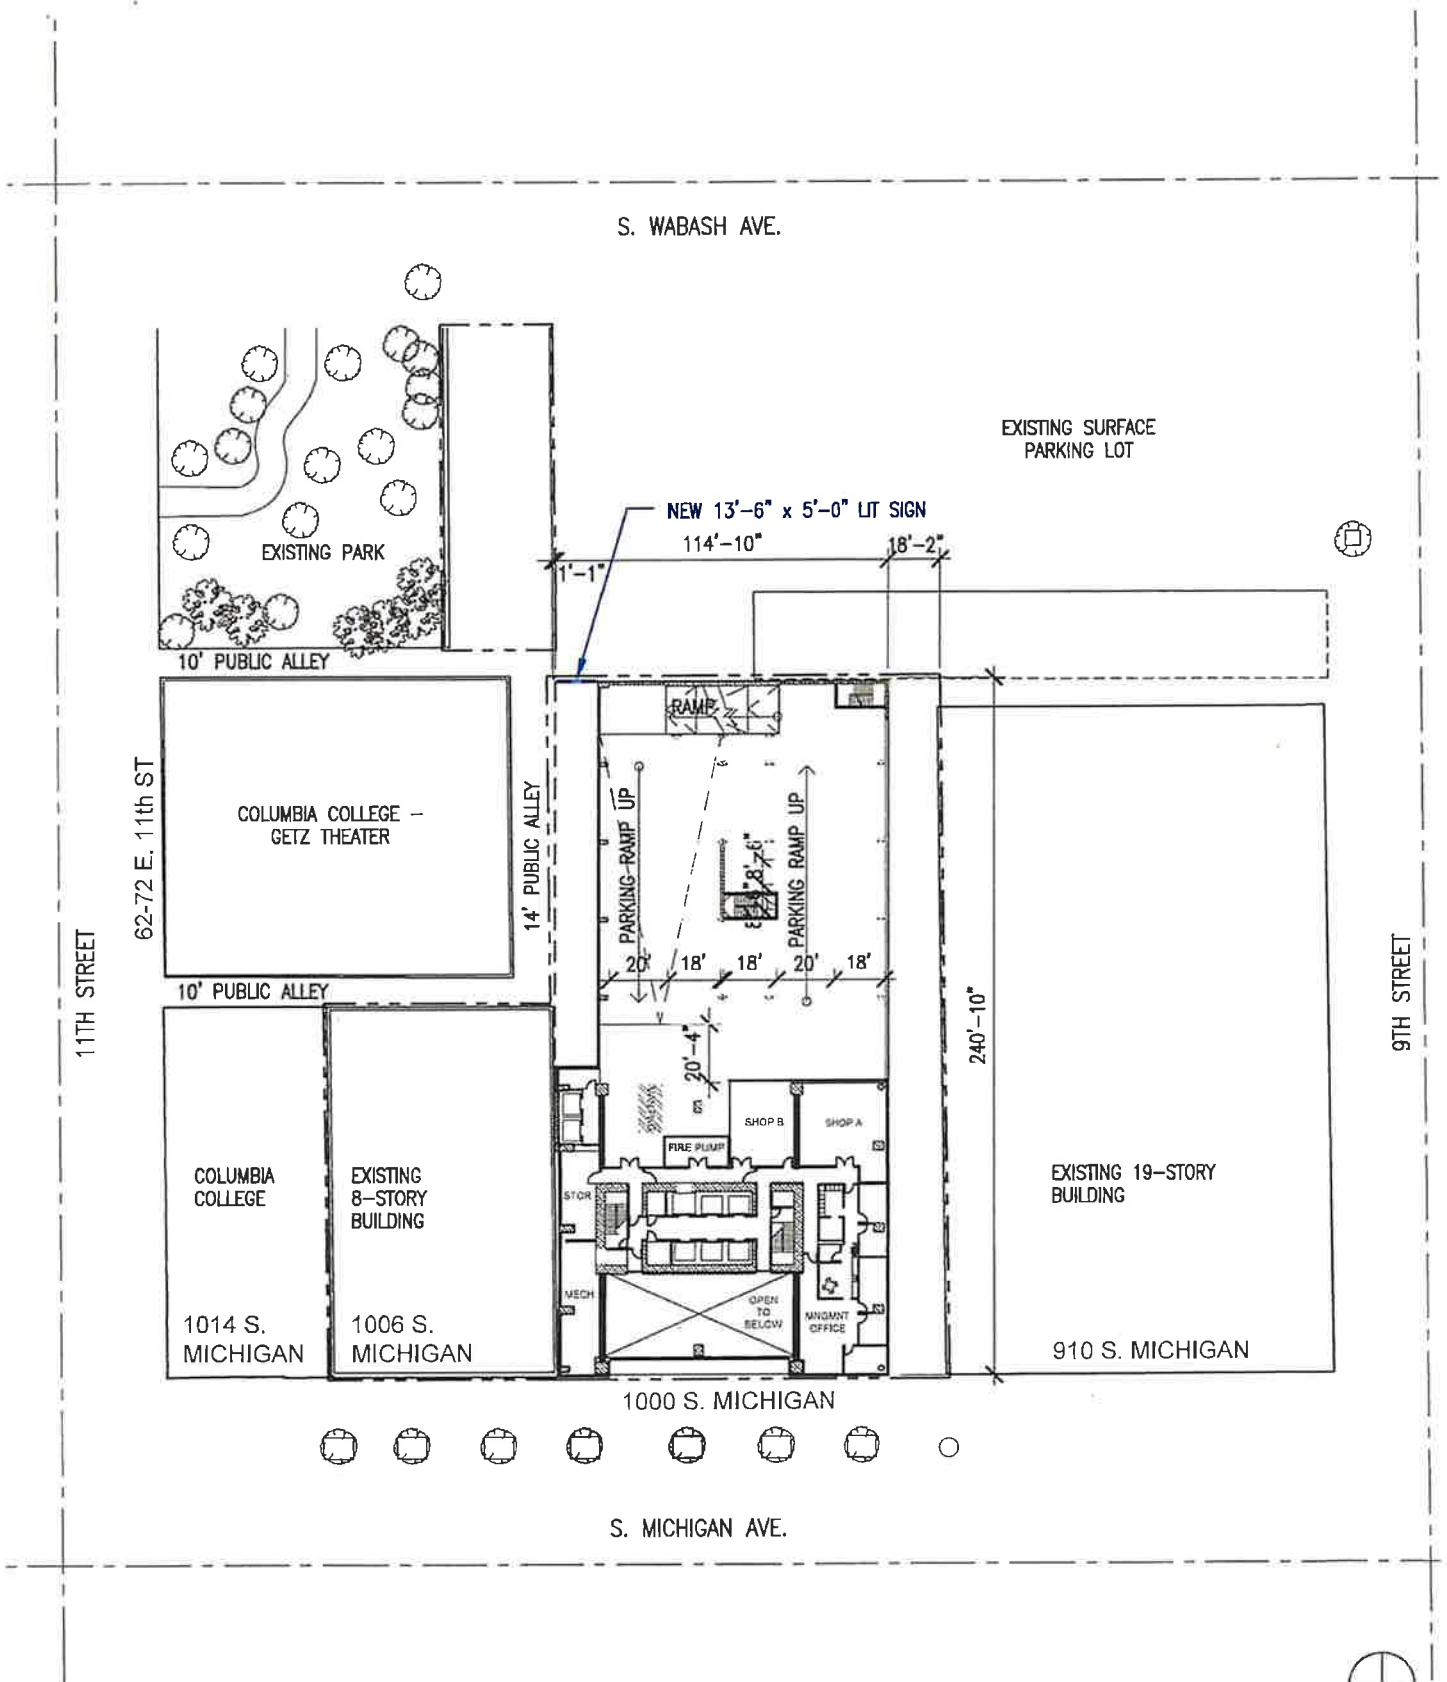 S. WABASH AVE.
EXISTING SURFACE
PARKING LOT
NEW 13'-6" x 5'-0" LIT SIGN
114'-10"
18'-2"
1'-1"
EXISTING PARK
10' PUBLIC ALLEY
RAMP
62-72 E. 11th ST
COLUMBIA COLLEGE -
GETZ THEATER
14' PUBLIC ALLEY
PARKING RAMP UP
PARKING RAMP UP
8'-6"
20'
18'
18'
20'
18'
10' PUBLIC ALLEY
11TH STREET
9TH STREET
240'-10"
20'-4"
SHOP B
SHOP A
FIRE PUMP
COLUMBIA
COLLEGE
EXISTING
8-STORY
BUILDING
STOR
EXISTING 19-STORY
BUILDING
MECH
OPEN
TO
BELOW
MNGMNT
OFFICE
1014 S.
MICHIGAN
1006 S.
MICHIGAN
910 S. MICHIGAN
1000 S. MICHIGAN
S. MICHIGAN AVE.